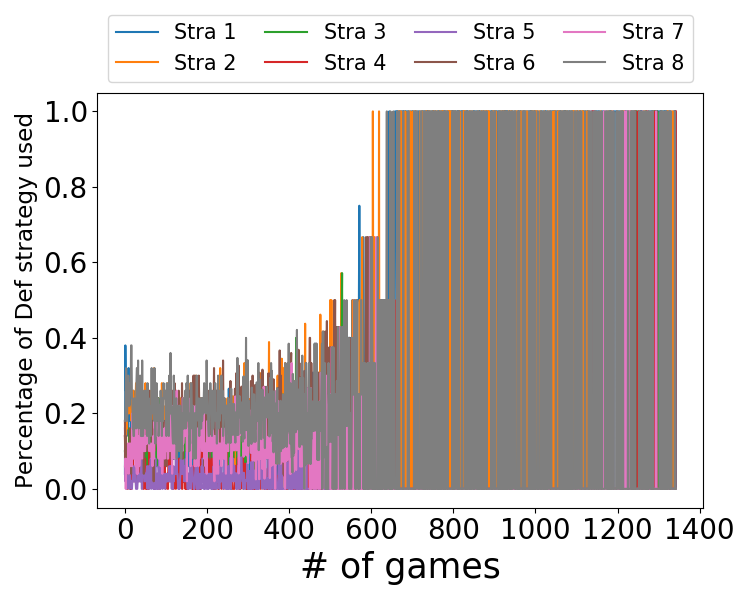 Stra 1 Stra 3 Stra 5 Stra 7
Stra 2 Stra 4 Stra 6 Stra 8
Percentage of Def strategy used
1.0
0.8
0.6
0.4
0.2
0.0
0 200 400 600 800 1000 1200 1400
# of games